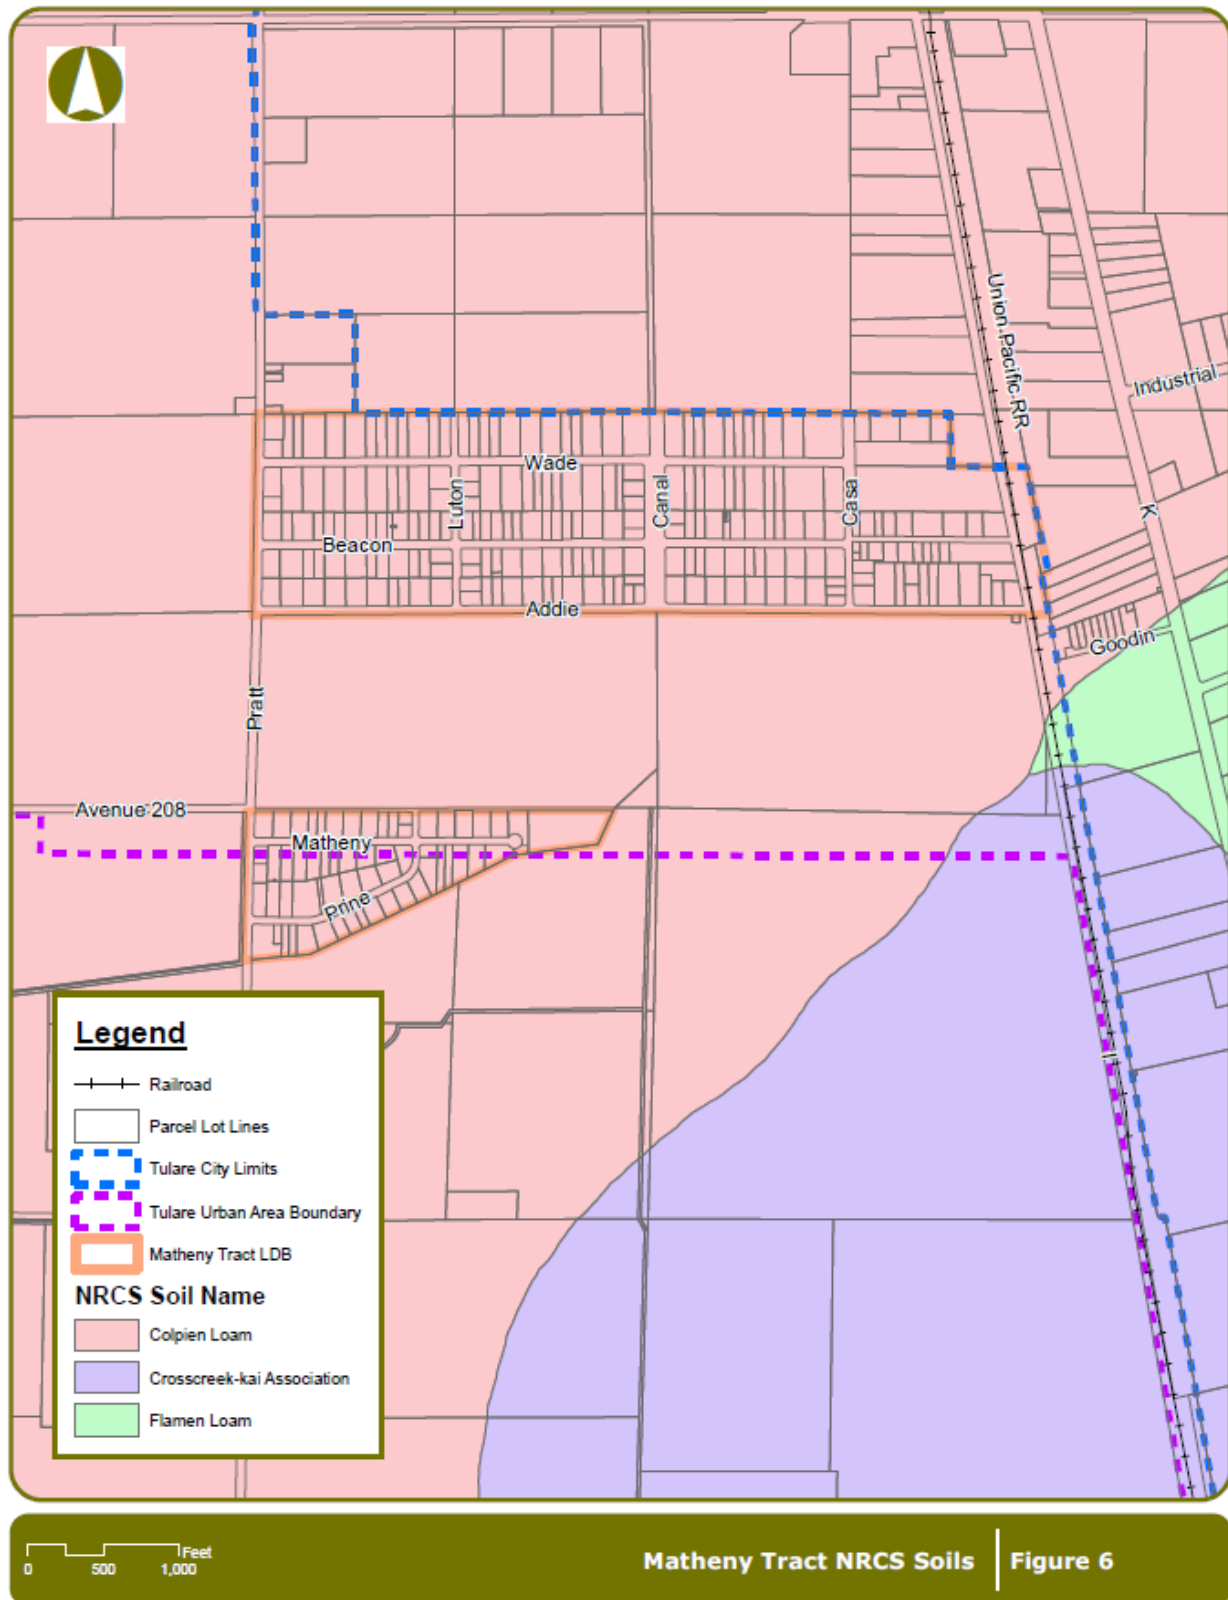 Union Pacific RR
Industrial
Wade
Luton
Canal
Casa
K
Beacon
Addie
Goodin
Pratt
Avenue 208
Matheny
Prine
I
Legend
Railroad
Parcel Lot Lines
Tulare City Limits
Tulare Urban Area Boundary
Matheny Tract LDB
NRCS Soil Name
Colpien Loam
Crosscreek-kai Association
Flamen Loam
Feet
0 500 1,000
Matheny Tract NRCS Soils
Figure 6